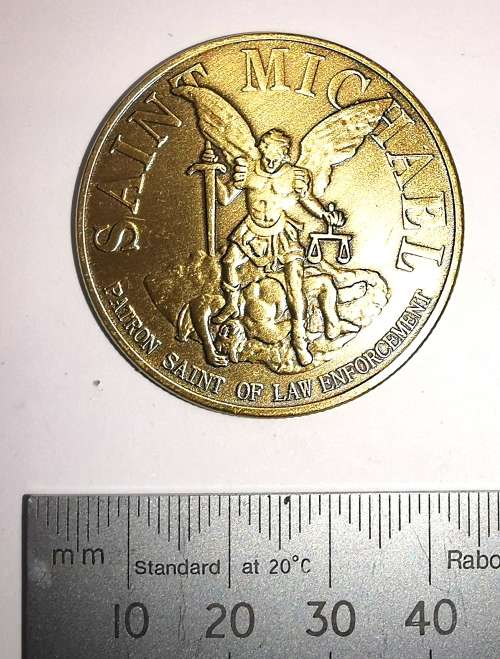 SAINT MICHAEL
PATRON SAINT OF LAW ENFORCEMENT
mm Standard at 20°C Rabo
10 20 30 40